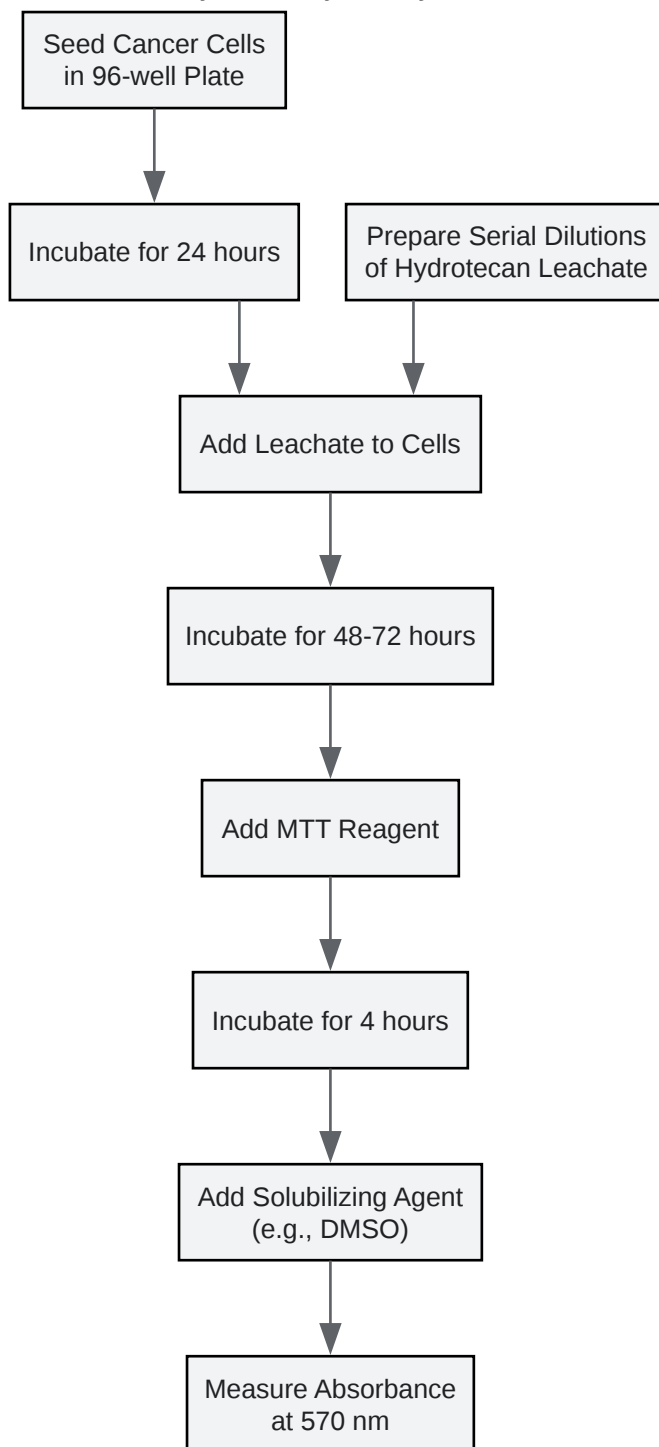 Seed Cancer Cells
in 96-well Plate
Incubate for 24 hours
Prepare Serial Dilutions
of Hydrotecan Leachate
Add Leachate to Cells
Incubate for 48-72 hours
Add MTT Reagent
Incubate for 4 hours
Add Solubilizing Agent
(e.g., DMSO)
Measure Absorbance
at 570 nm